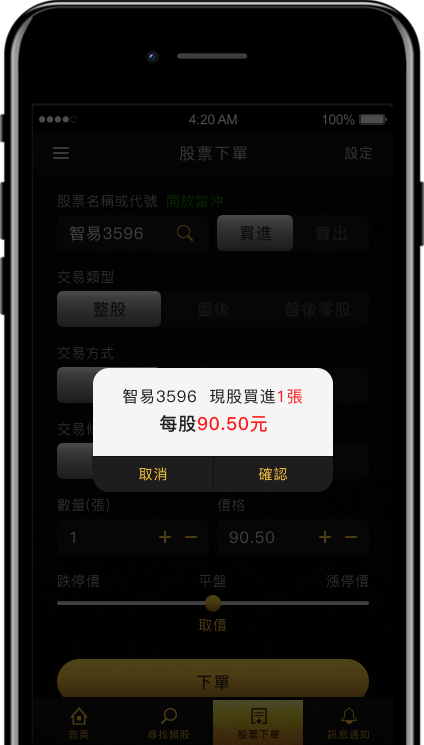 4:20 AM 100%
股票下單 設定
股票名稱或代號 開放當沖
智易3596 買進 賣出
交易類型
整股 盤後 盤後零股
交易方式
智易3596 現股買進1張
每股90.50元
取消 確認
數量(張) 價格
1 + − 90.50 + −
跌停價 平盤 漲停價
取價
下單
首頁 尋找類股 股票下單 訊息通知